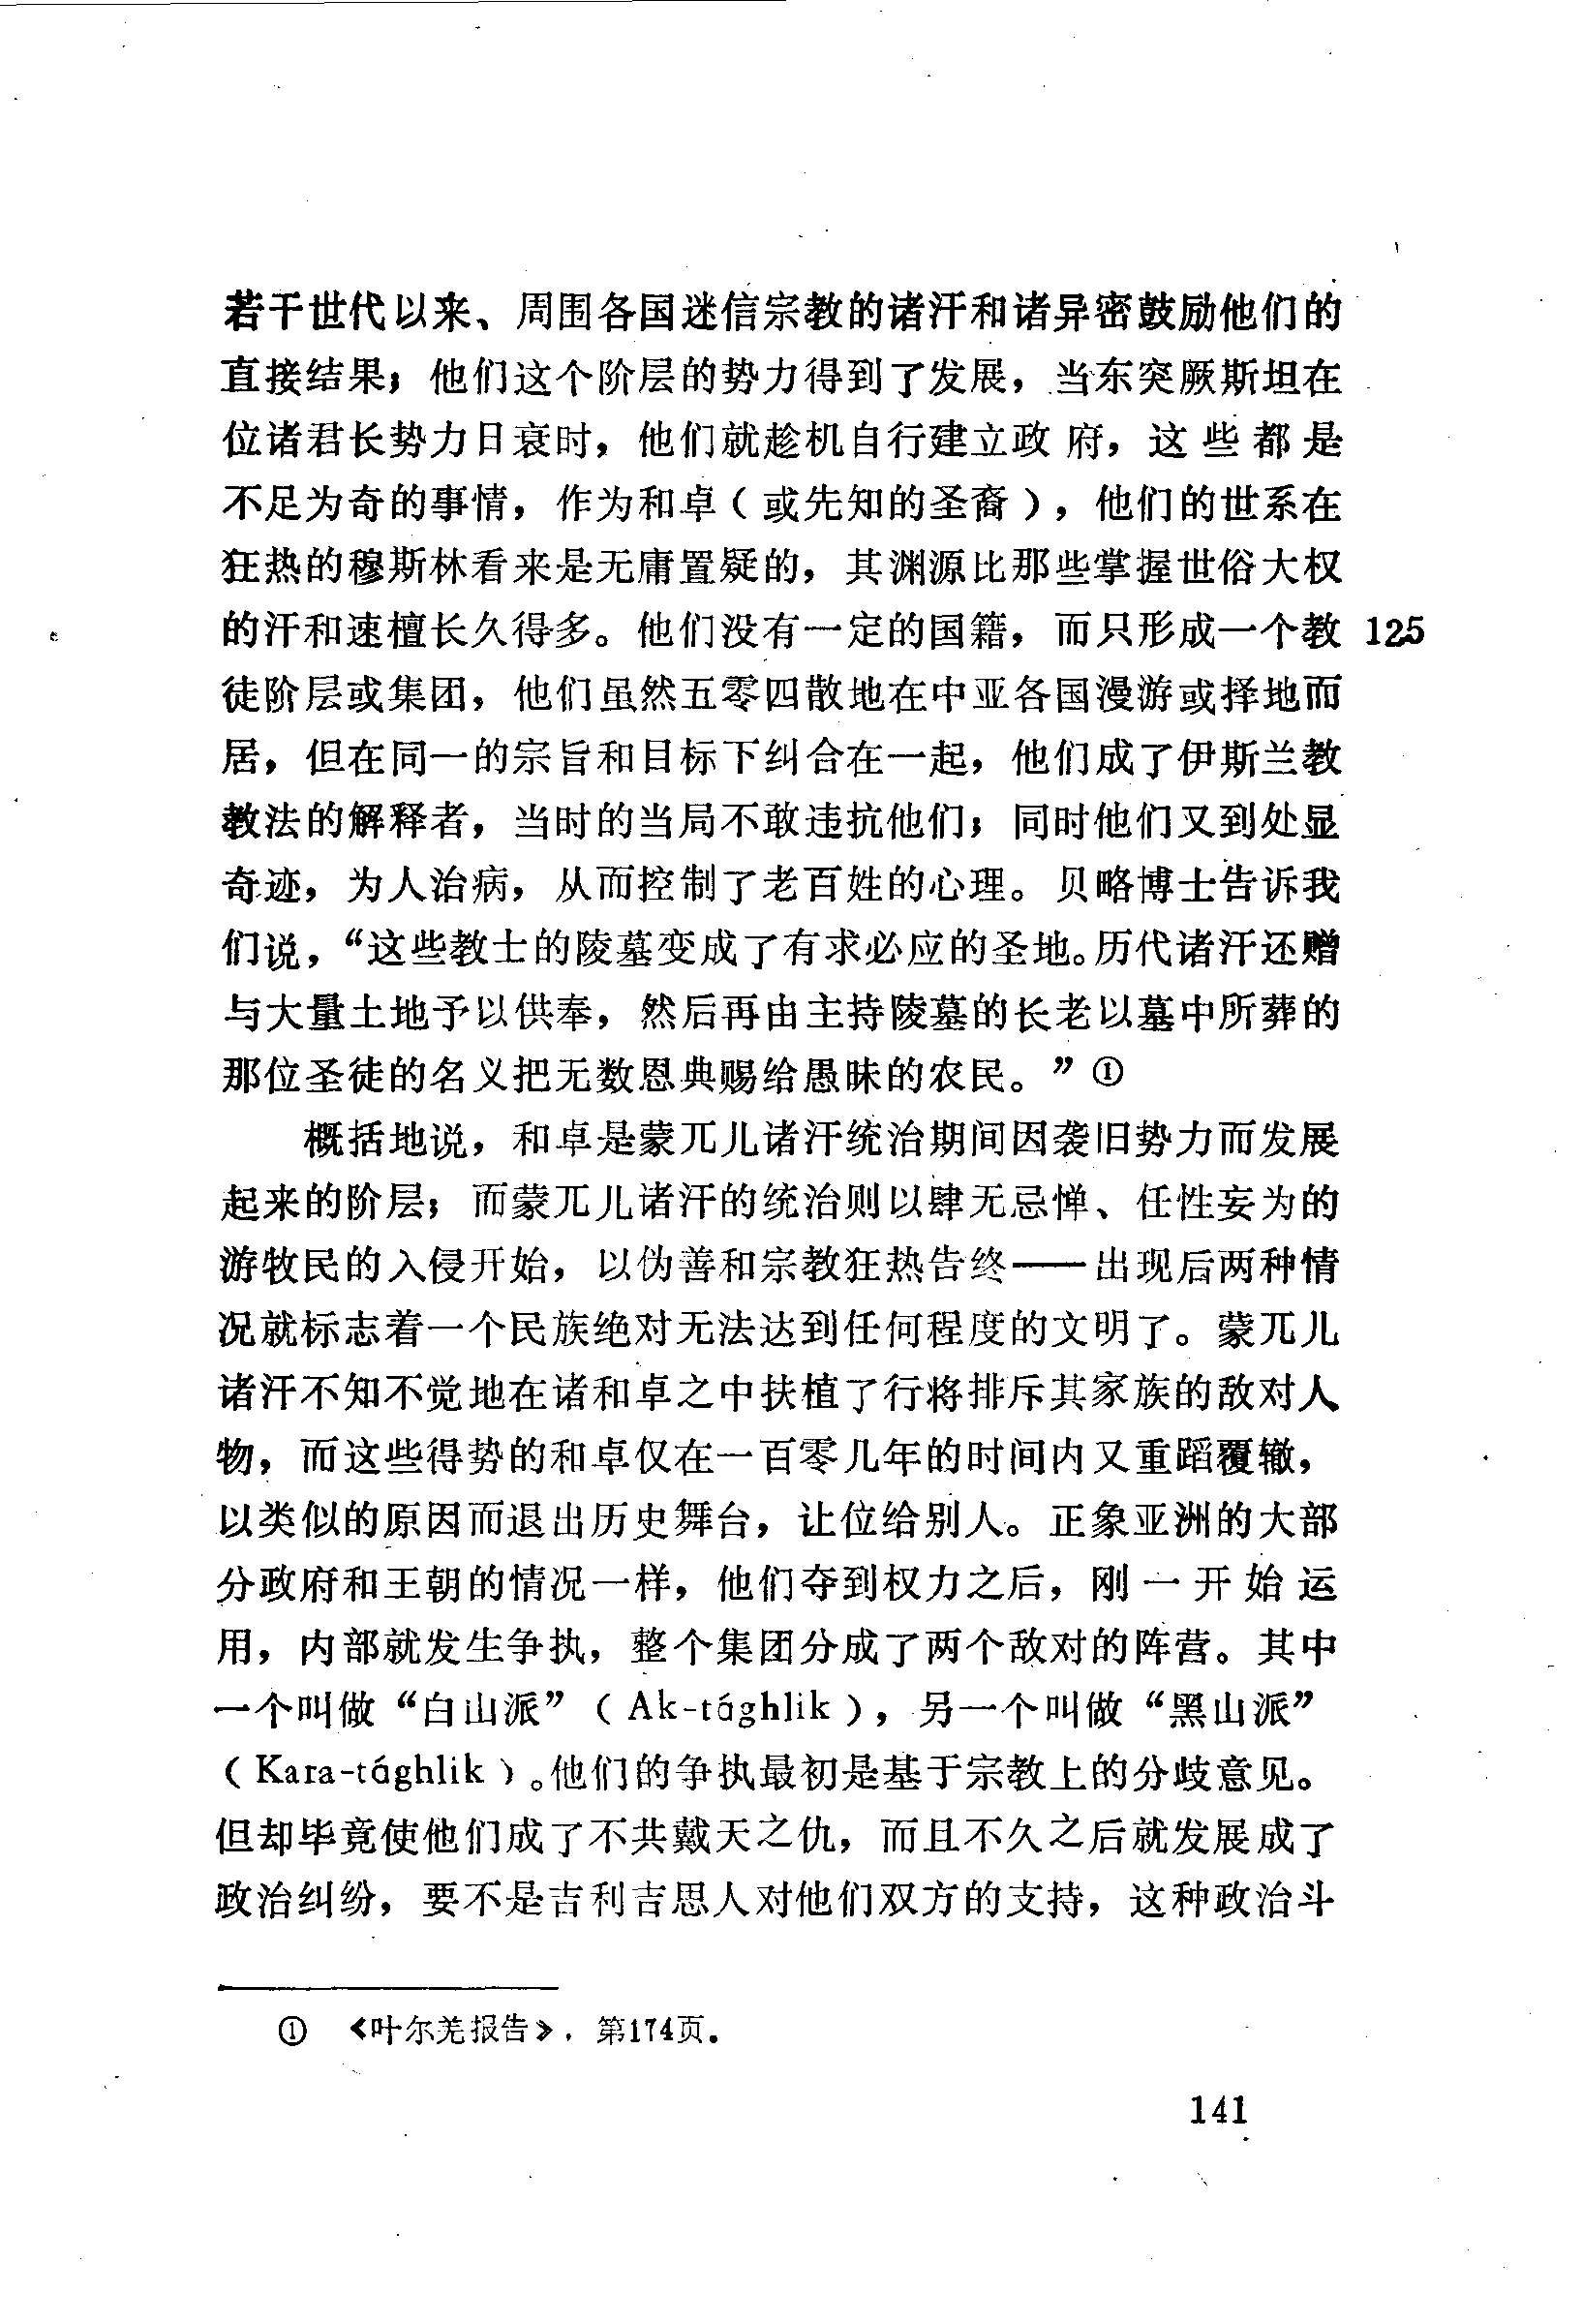 若干世代以来、周围各国迷信宗教的诸汗和诸异密鼓励他们的
直接结果；他们这个阶层的势力得到了发展，当东突厥斯坦在
位诸君长势力日衰时，他们就趁机自行建立政府，这些都是
不足为奇的事情，作为和卓（或先知的圣裔），他们的世系在
狂热的穆斯林看来是无庸置疑的，其渊源比那些掌握世俗大权
的汗和速檀长久得多。他们没有一定的国籍，而只形成一个教 125
徒阶层或集团，他们虽然五零四散地在中亚各国漫游或择地而
居，但在同一的宗旨和目标下纠合在一起，他们成了伊斯兰教
教法的解释者，当时的当局不敢违抗他们；同时他们又到处显
奇迹，为人治病，从而控制了老百姓的心理。贝略博士告诉我
们说，“这些教士的陵墓变成了有求必应的圣地。历代诸汗还赠
与大量土地予以供奉，然后再由主持陵墓的长老以墓中所葬的
那位圣徒的名义把无数恩典赐给愚昧的农民。”①
概括地说，和卓是蒙兀儿诸汗统治期间因袭旧势力而发展
起来的阶层；而蒙兀儿诸汗的统治则以肆无忌惮、任性妄为的
游牧民的入侵开始，以伪善和宗教狂热告终——出现后两种情
况就标志着一个民族绝对无法达到任何程度的文明了。蒙兀儿
诸汗不知不觉地在诸和卓之中扶植了行将排斥其家族的敌对人
物，而这些得势的和卓仅在一百零几年的时间内又重蹈覆辙，
以类似的原因而退出历史舞台，让位给别人。正象亚洲的大部
分政府和王朝的情况一样，他们夺到权力之后，刚一开始运
用，内部就发生争执，整个集团分成了两个敌对的阵营。其中
一个叫做“白山派”（Ak-tághlik），另一个叫做“黑山派”
（Kara-tághlik）。他们的争执最初是基于宗教上的分歧意见。
但却毕竟使他们成了不共戴天之仇，而且不久之后就发展成了
政治纠纷，要不是吉利吉思人对他们双方的支持，这种政治斗
① 《叶尔羌报告》，第174页。
141